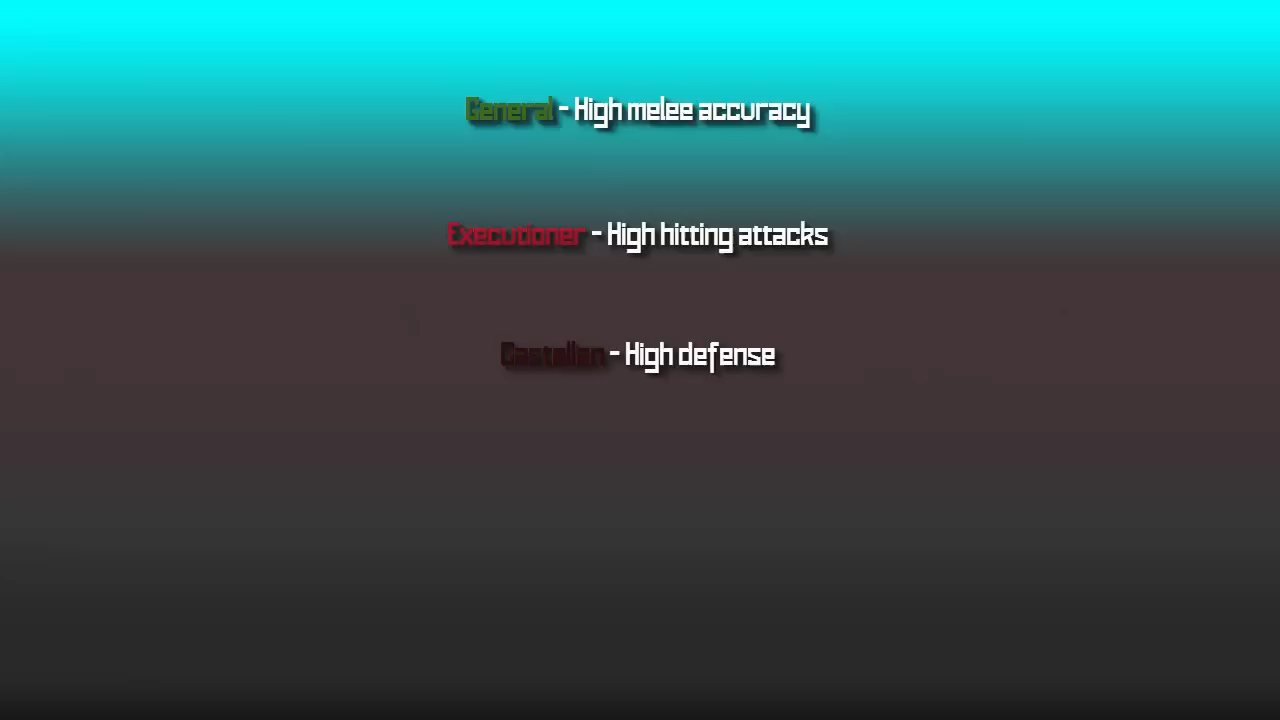 General - High melee accuracy
Executioner - High hitting attacks
Castellan - High defense